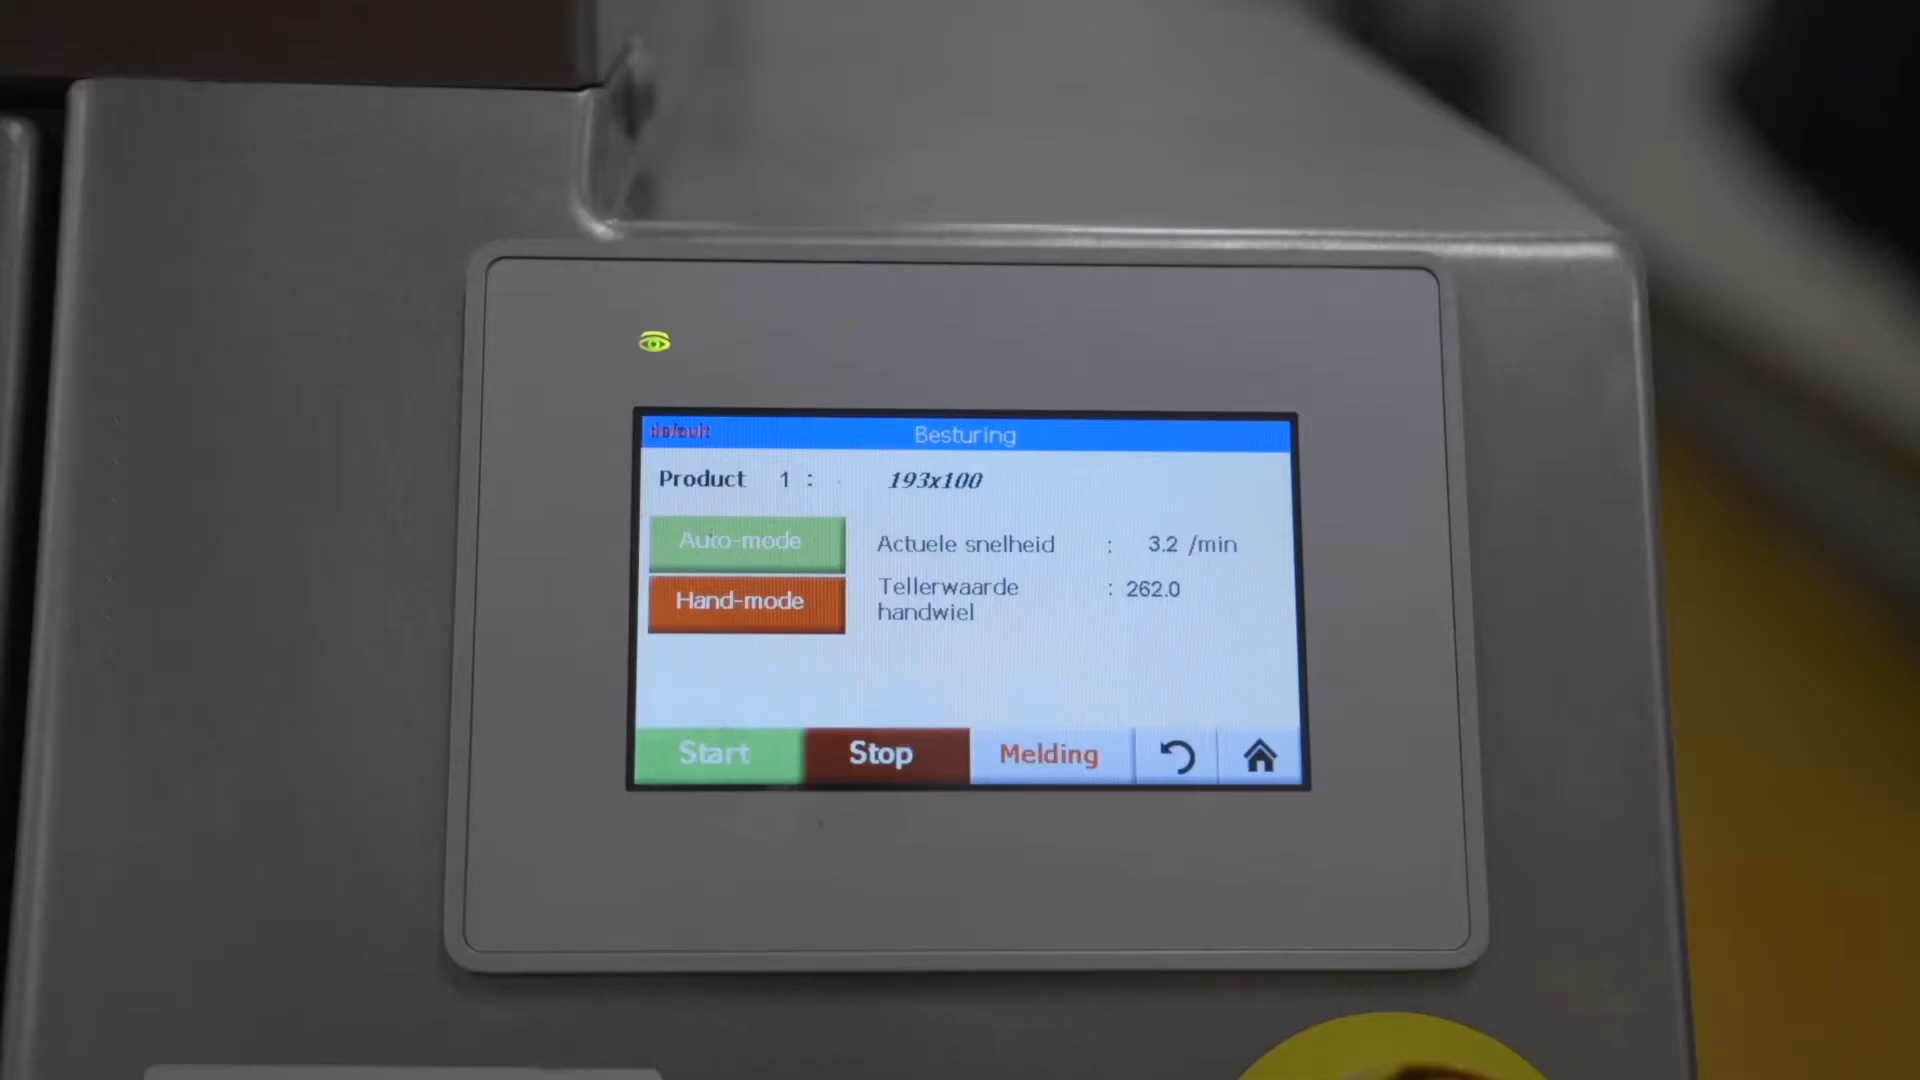 default
Besturing
Product 1 : 193x100
Auto-mode
Actuele snelheid : 3.2 /min
Hand-mode
Tellerwaarde : 262.0
handwiel
Start Stop Melding